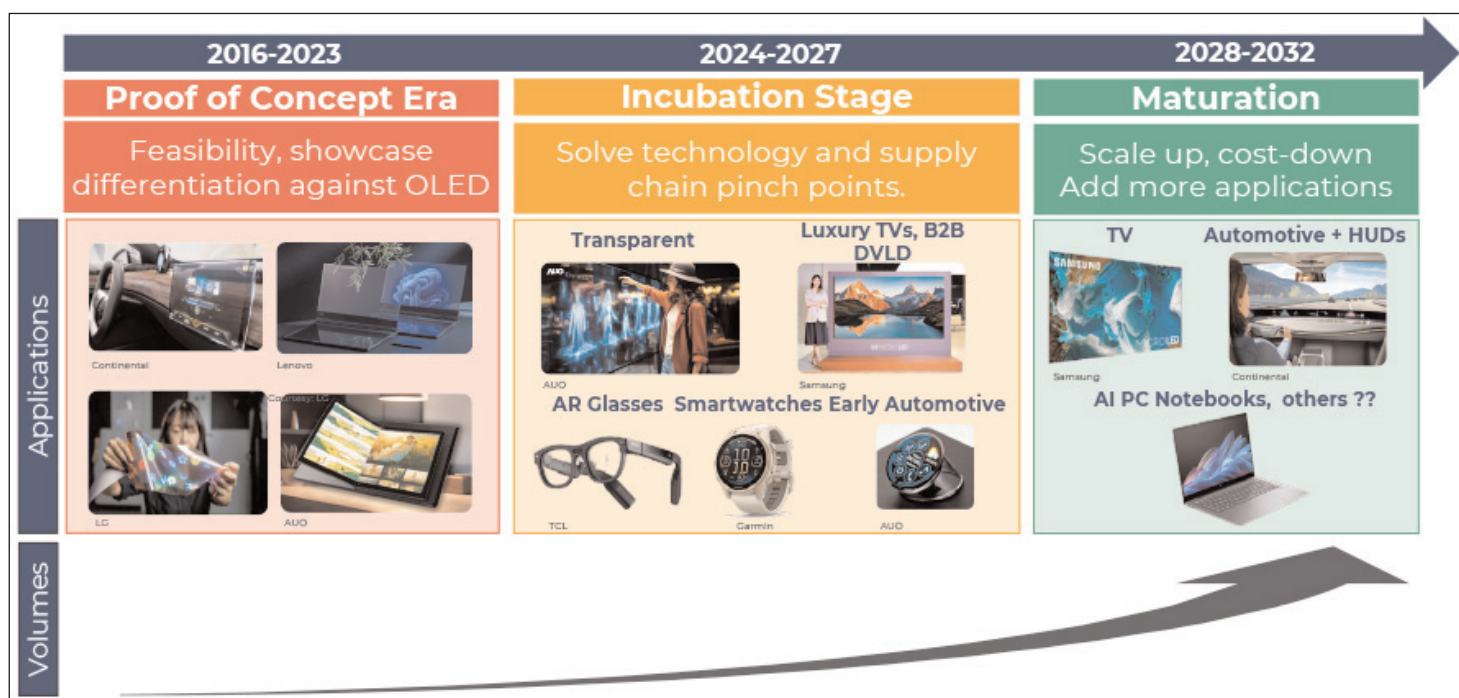 2016-2023
2024-2027
2028-2032
Proof of Concept Era
Incubation Stage
Maturation
Feasibility, showcase
differentiation against OLED
Solve technology and supply
chain pinch points.
Scale up, cost-down
Add more applications
Applications
Continental
Lenovo
Courtesy: LG
LG
AUO
Transparent
Luxury TVs, B2B
DVLD
AUO
AUO
Samsung
AR Glasses
Smartwatches
Early Automotive
TCL
Garmin
AUO
TV
Automotive + HUDs
SAMSUNG
Samsung
Continental
AI PC Notebooks, others ??
Volumes